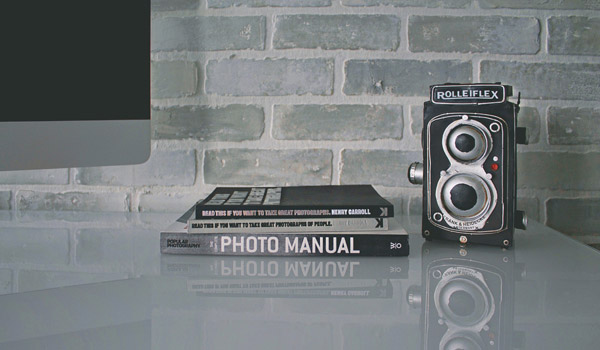 ROLLEIFLEX
READ THIS IF YOU WANT TO TAKE GREAT PHOTOGRAPHS. HENRY CARROLL
READ THIS IF YOU WANT TO TAKE GREAT PHOTOGRAPHS OF PEOPLE.
POPULAR PHOTOGRAPHY
PHOTO MANUAL